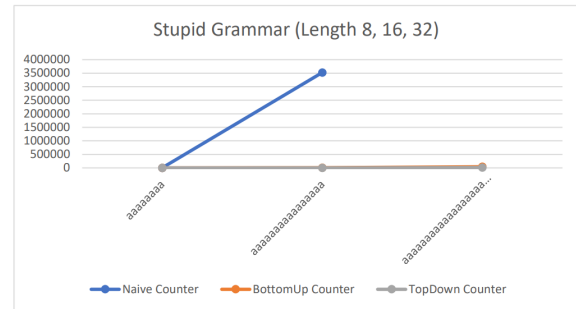 Stupid Grammar (Length 8, 16, 32)
4000000
3500000
3000000
2500000
2000000
1500000
1000000
500000
0
aaaaaaaa
aaaaaaaaaaaaaaaa
aaaaaaaaaaaaaaaaaa...
Naive Counter
BottomUp Counter
TopDown Counter